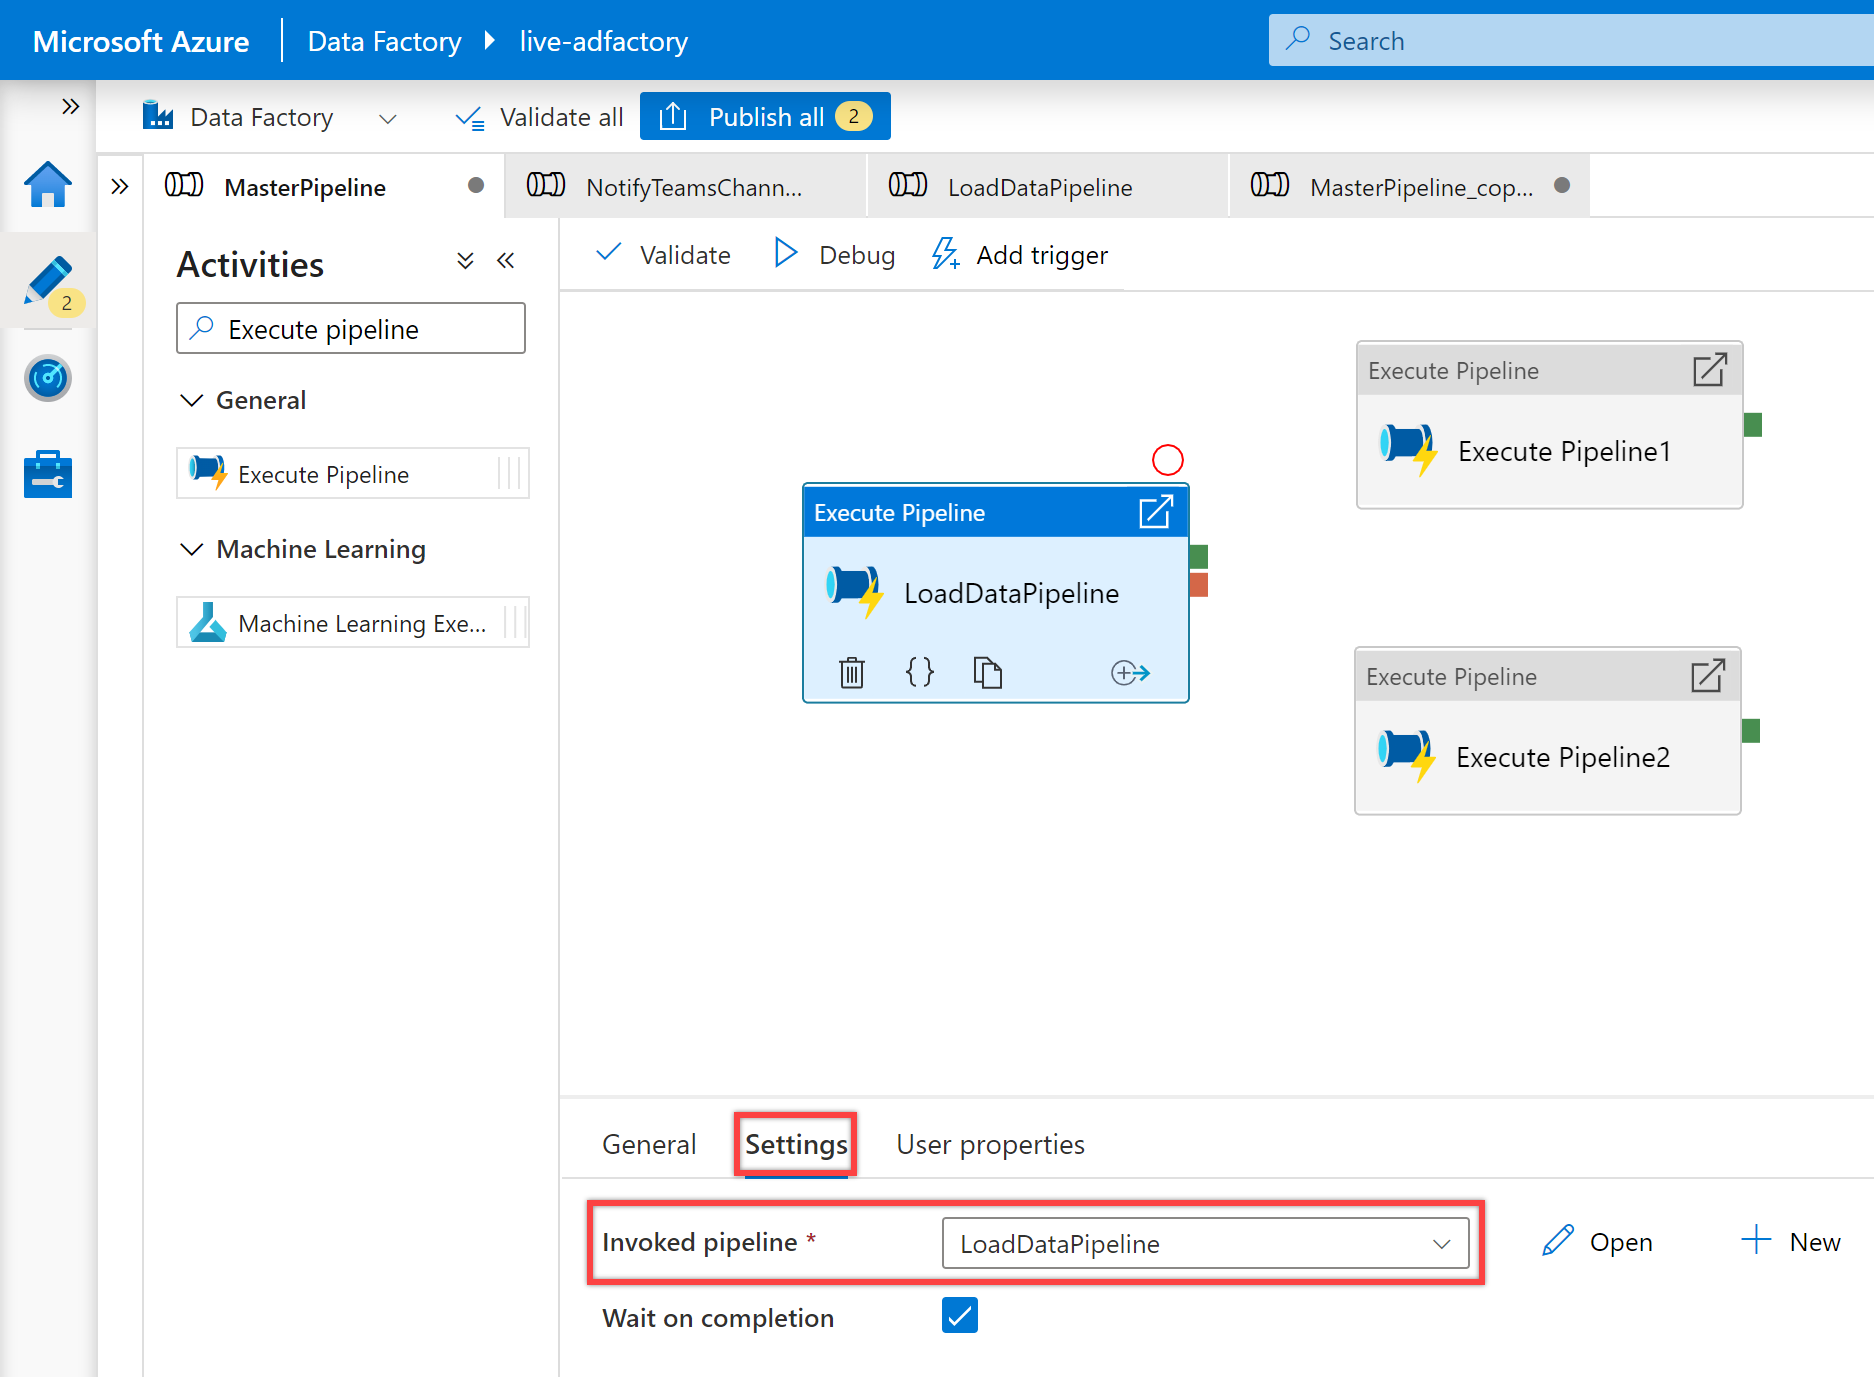 Microsoft Azure
Data Factory
live-adfactory
Search
Data Factory
Validate all
Publish all
2
MasterPipeline
NotifyTeamsChann...
LoadDataPipeline
MasterPipeline_cop...
2
Activities
Execute pipeline
General
Execute Pipeline
Machine Learning
Machine Learning Exe...
Validate
Debug
Add trigger
Execute Pipeline
LoadDataPipeline
{}
Execute Pipeline
Execute Pipeline1
Execute Pipeline
Execute Pipeline2
General
Settings
User properties
Invoked pipeline *
LoadDataPipeline
Open
New
Wait on completion